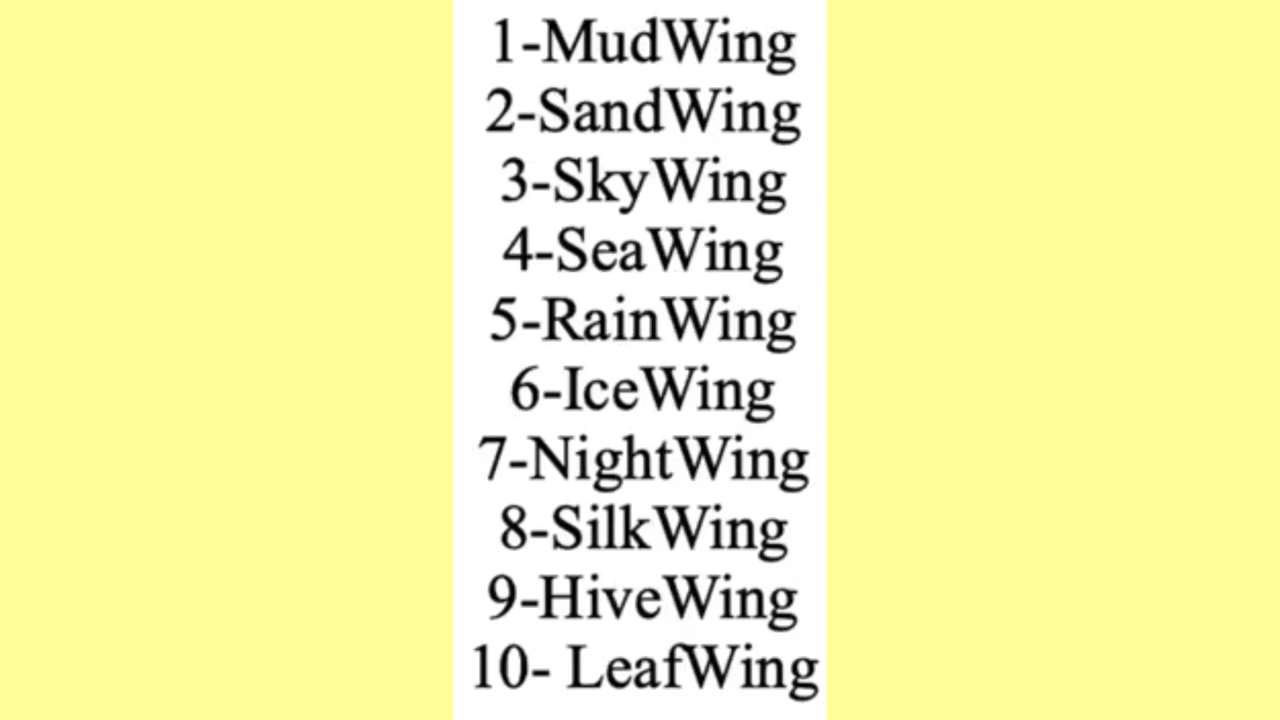 1-MudWing
2-SandWing
3-SkyWing
4-SeaWing
5-RainWing
6-IceWing
7-NightWing
8-SilkWing
9-HiveWing
10- LeafWing